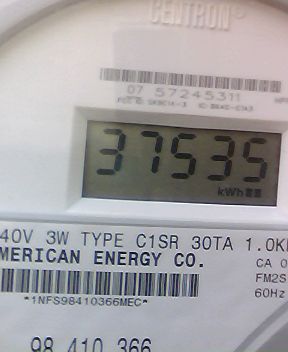 CENTRON®
07 57245311
37535
kWh
40V 3W TYPE C1SR 30TA 1.0K
MERICAN ENERGY CO.
CA 0
FM2S
60Hz
*1NFS98410366MEC*
98 410 366